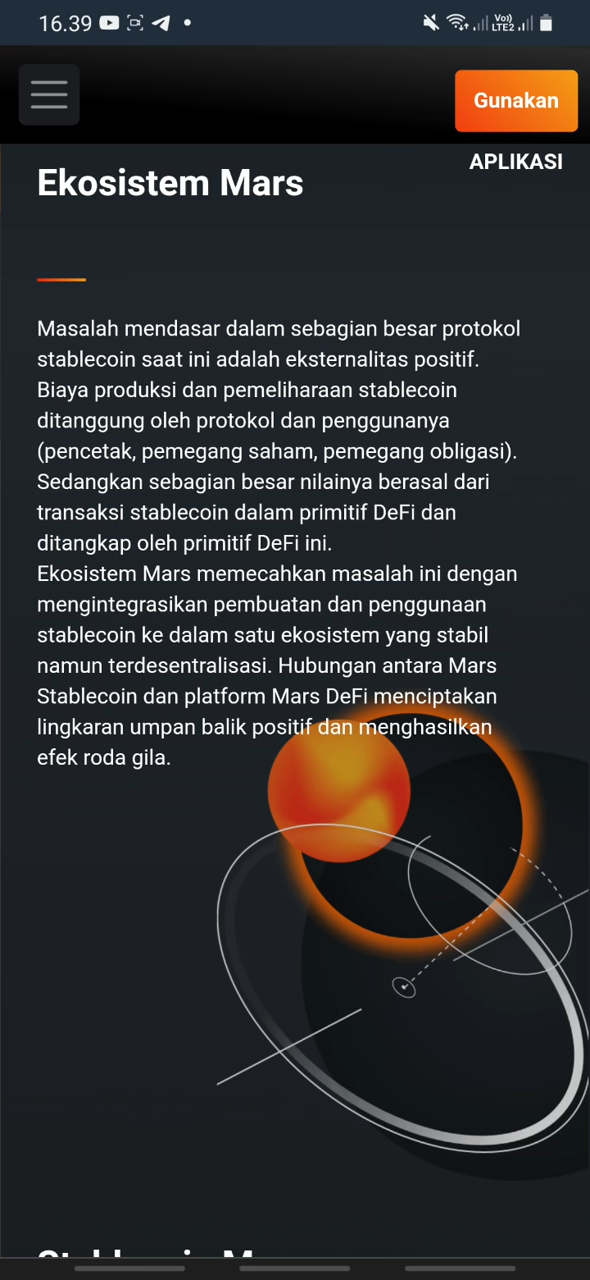 16.39
Vo))
LTE2
Gunakan
APLIKASI
Ekosistem Mars
Masalah mendasar dalam sebagian besar protokol
stablecoin saat ini adalah eksternalitas positif.
Biaya produksi dan pemeliharaan stablecoin
ditanggung oleh protokol dan penggunanya
(pencetak, pemegang saham, pemegang obligasi).
Sedangkan sebagian besar nilainya berasal dari
transaksi stablecoin dalam primitif DeFi dan
ditangkap oleh primitif DeFi ini.
Ekosistem Mars memecahkan masalah ini dengan
mengintegrasikan pembuatan dan penggunaan
stablecoin ke dalam satu ekosistem yang stabil
namun terdesentralisasi. Hubungan antara Mars
Stablecoin dan platform Mars DeFi menciptakan
lingkaran umpan balik positif dan menghasilkan
efek roda gila.